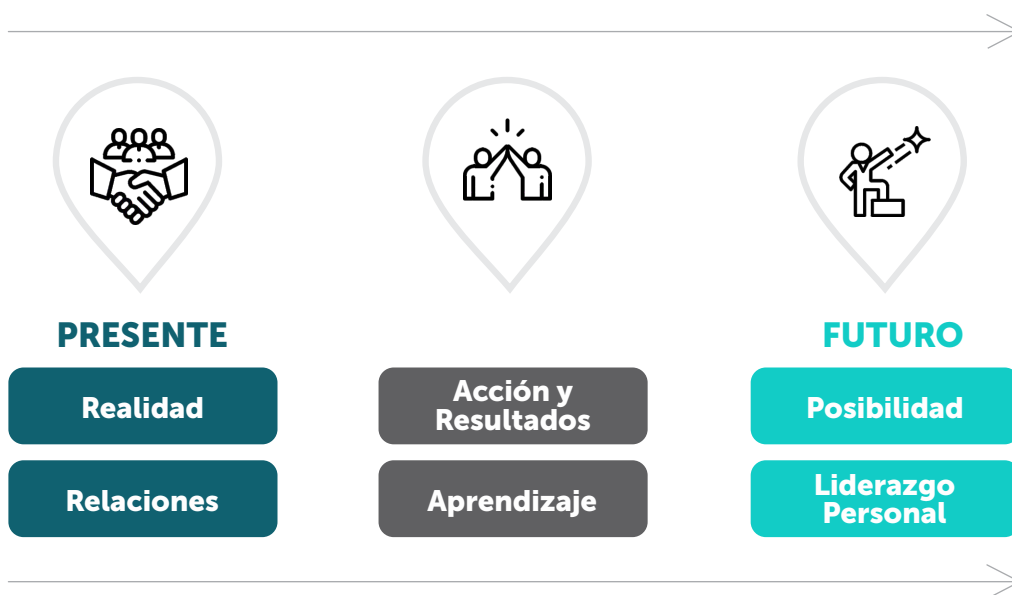 PRESENTE
FUTURO
Realidad
Acción y
Resultados
Posibilidad
Relaciones
Aprendizaje
Liderazgo
Personal